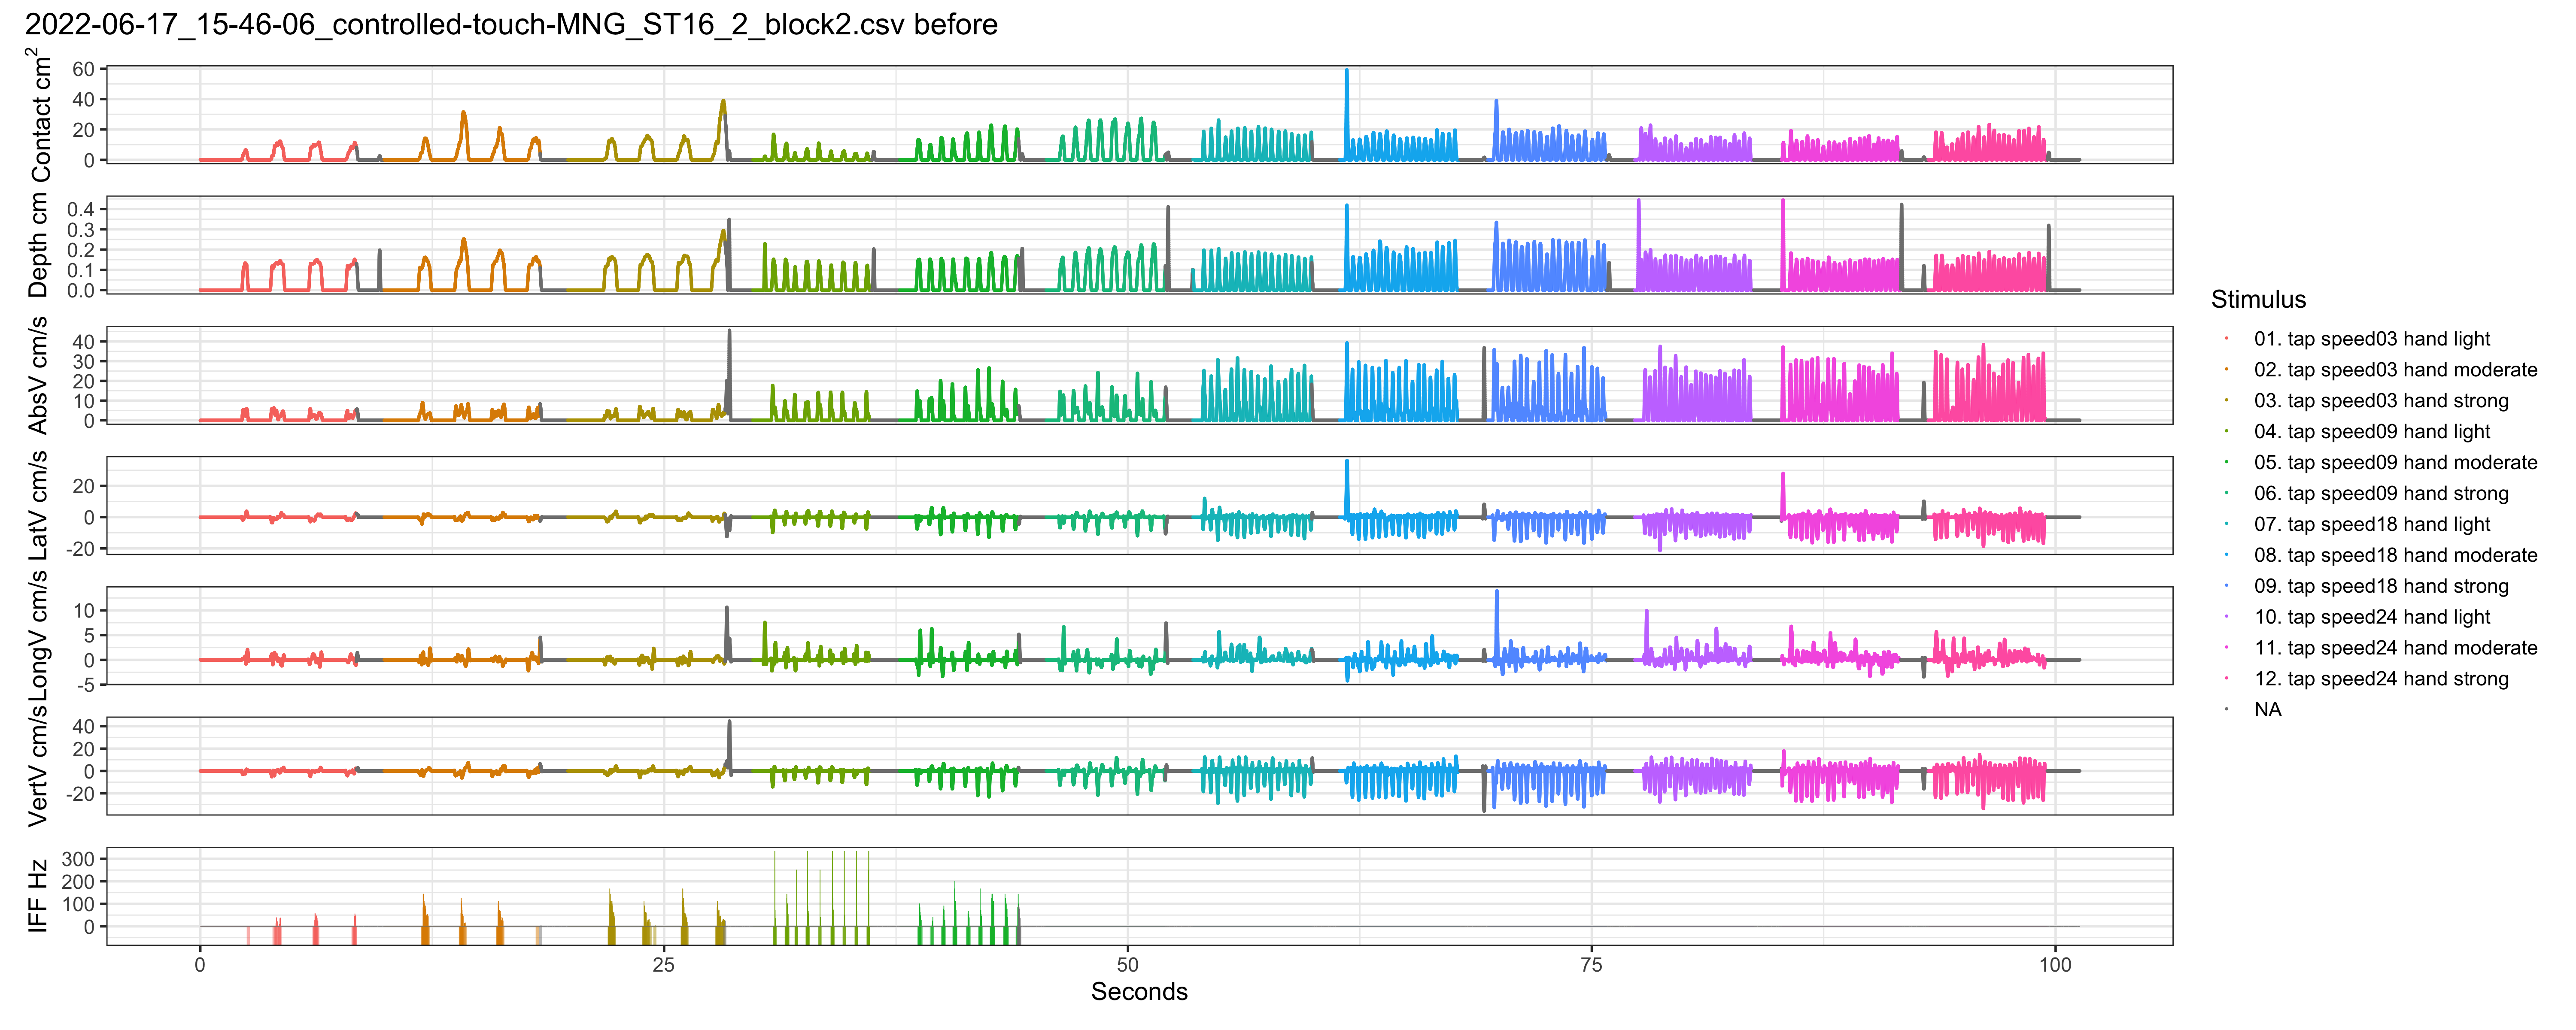 2022-06-17_15-46-06_controlled-touch-MNG_ST16_2_block2.csv before
Contact cm²
60
40
20
0
Depth cm
0.4
0.3
0.2
0.1
0.0
AbsV cm/s
40
30
20
10
0
LatV cm/s
20
0
-20
LongV cm/s
10
5
0
-5
VertV cm/s
40
20
0
-20
IFF Hz
300
200
100
0
0 25 50 75 100
Seconds
Stimulus
01. tap speed03 hand light
02. tap speed03 hand moderate
03. tap speed03 hand strong
04. tap speed09 hand light
05. tap speed09 hand moderate
06. tap speed09 hand strong
07. tap speed18 hand light
08. tap speed18 hand moderate
09. tap speed18 hand strong
10. tap speed24 hand light
11. tap speed24 hand moderate
12. tap speed24 hand strong
NA